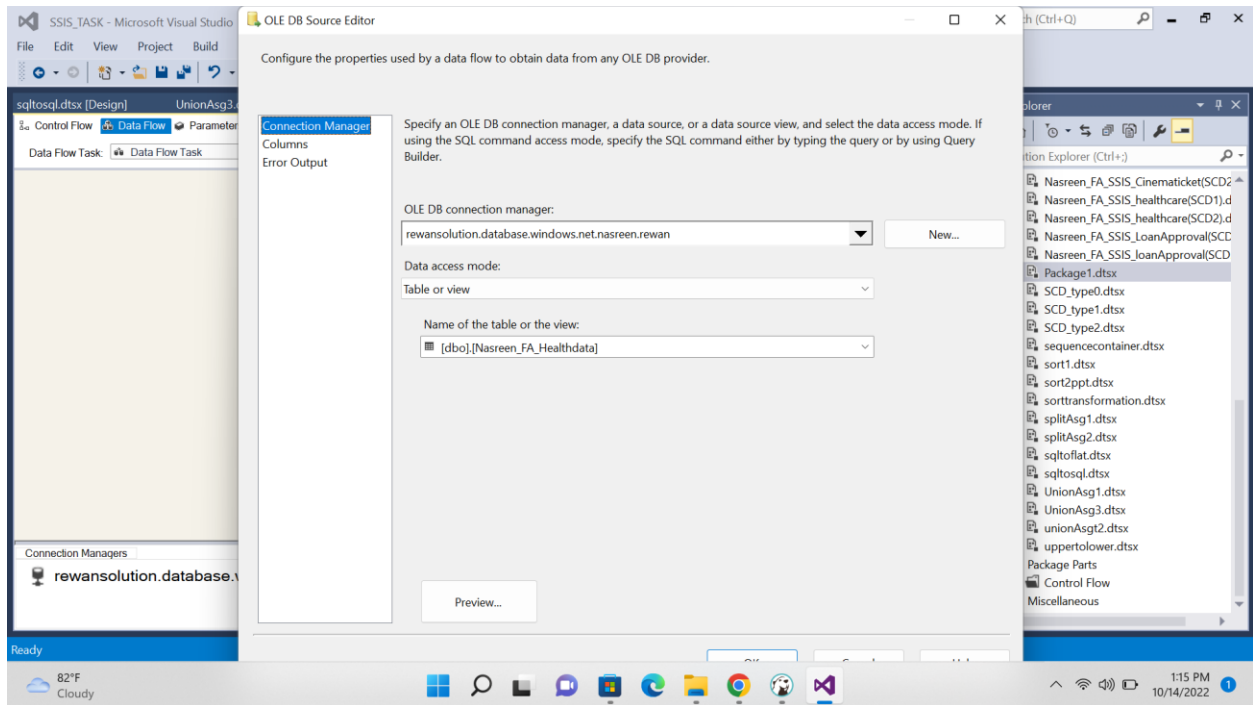 SSIS_TASK - Microsoft Visual Studio
OLE DB Source Editor
ch (Ctrl+Q)
File Edit View Project Build
Configure the properties used by a data flow to obtain data from any OLE DB provider.
sqltosql.dtsx [Design] UnionAsg3.d
Control Flow Data Flow Parameter
Data Flow Task: Data Flow Task
Connection Manager
Columns
Error Output
Specify an OLE DB connection manager, a data source, or a data source view, and select the data access mode. If
using the SQL command access mode, specify the SQL command either by typing the query or by using Query
Builder.
OLE DB connection manager:
rewansolution.database.windows.net.nasreen.rewan
New...
Data access mode:
Table or view
Name of the table or the view:
[dbo].[Nasreen_FA_Healthdata]
Preview...
plorer
ution Explorer (Ctrl+;)
Nasreen_FA_SSIS_Cinematicket(SCD2
Nasreen_FA_SSIS_healthcare(SCD1).d
Nasreen_FA_SSIS_healthcare(SCD2).d
Nasreen_FA_SSIS_LoanApproval(SCD
Nasreen_FA_SSIS_loanApproval(SCD
Package1.dtsx
SCD_type0.dtsx
SCD_type1.dtsx
SCD_type2.dtsx
sequencecontainer.dtsx
sort1.dtsx
sort2ppt.dtsx
sorttransformation.dtsx
splitAsg1.dtsx
splitAsg2.dtsx
sqltoflat.dtsx
sqltosql.dtsx
UnionAsg1.dtsx
UnionAsg3.dtsx
unionAsgt2.dtsx
uppertolower.dtsx
Package Parts
Control Flow
Miscellaneous
Connection Managers
rewansolution.database.w
Ready
82°F
Cloudy
1:15 PM
10/14/2022
1